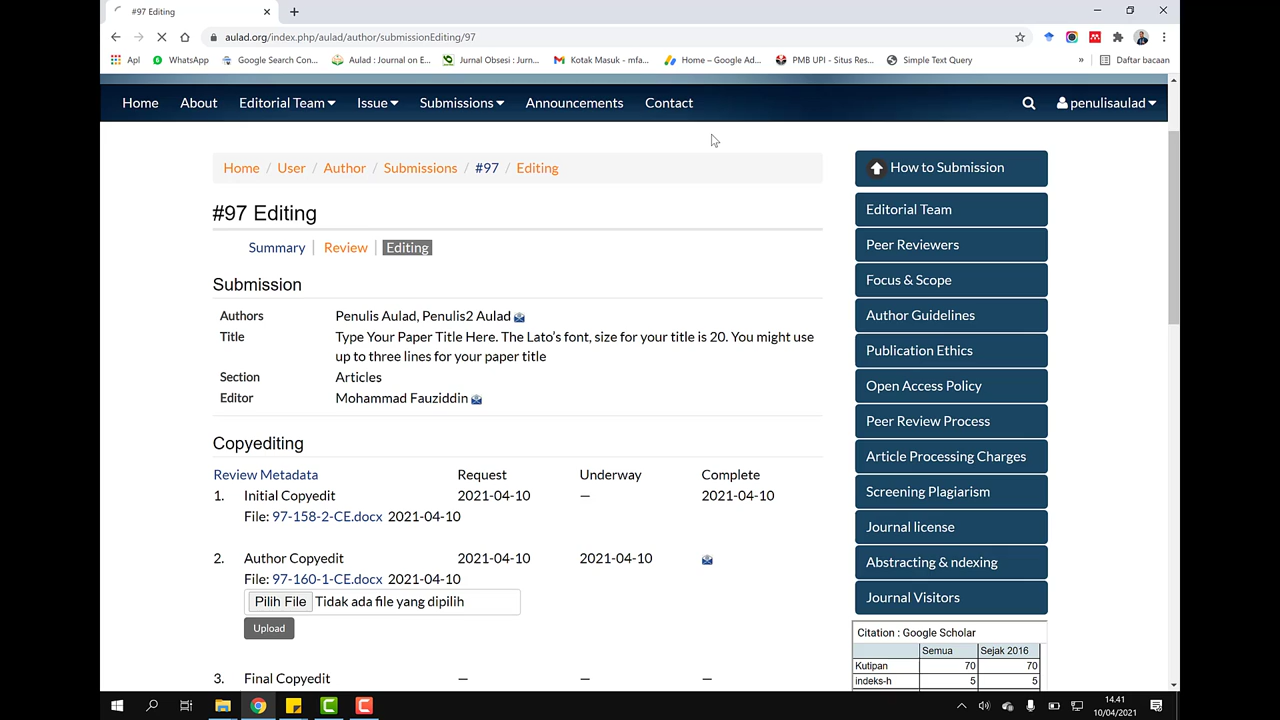 #97 Editing
aulad.org/index.php/aulad/author/submissionEditing/97
Apl WhatsApp Google Search Con... Aulad : Journal on E... Jurnal Obsesi : Jurn... Kotak Masuk - mfa... Home – Google Ad... PMB UPI - Situs Res... Simple Text Query » Daftar bacaan
Home About Editorial Team Issue Submissions Announcements Contact penulisaulad
Home / User / Author / Submissions / #97 / Editing
#97 Editing
Summary | Review | Editing
Submission
Authors Penulis Aulad, Penulis2 Aulad
Title Type Your Paper Title Here. The Lato's font, size for your title is 20. You might use
up to three lines for your paper title
Section Articles
Editor Mohammad Fauziddin
Copyediting
Review Metadata Request Underway Complete
1. Initial Copyedit 2021-04-10 — 2021-04-10
File: 97-158-2-CE.docx 2021-04-10
2. Author Copyedit 2021-04-10 2021-04-10
File: 97-160-1-CE.docx 2021-04-10
Pilih File Tidak ada file yang dipilih
Upload
3. Final Copyedit — — —
How to Submission
Editorial Team
Peer Reviewers
Focus & Scope
Author Guidelines
Publication Ethics
Open Access Policy
Peer Review Process
Article Processing Charges
Screening Plagiarism
Journal license
Abstracting & ndexing
Journal Visitors
Citation : Google Scholar
Semua Sejak 2016
Kutipan 70 70
indeks-h 5 5
14.41
10/04/2021